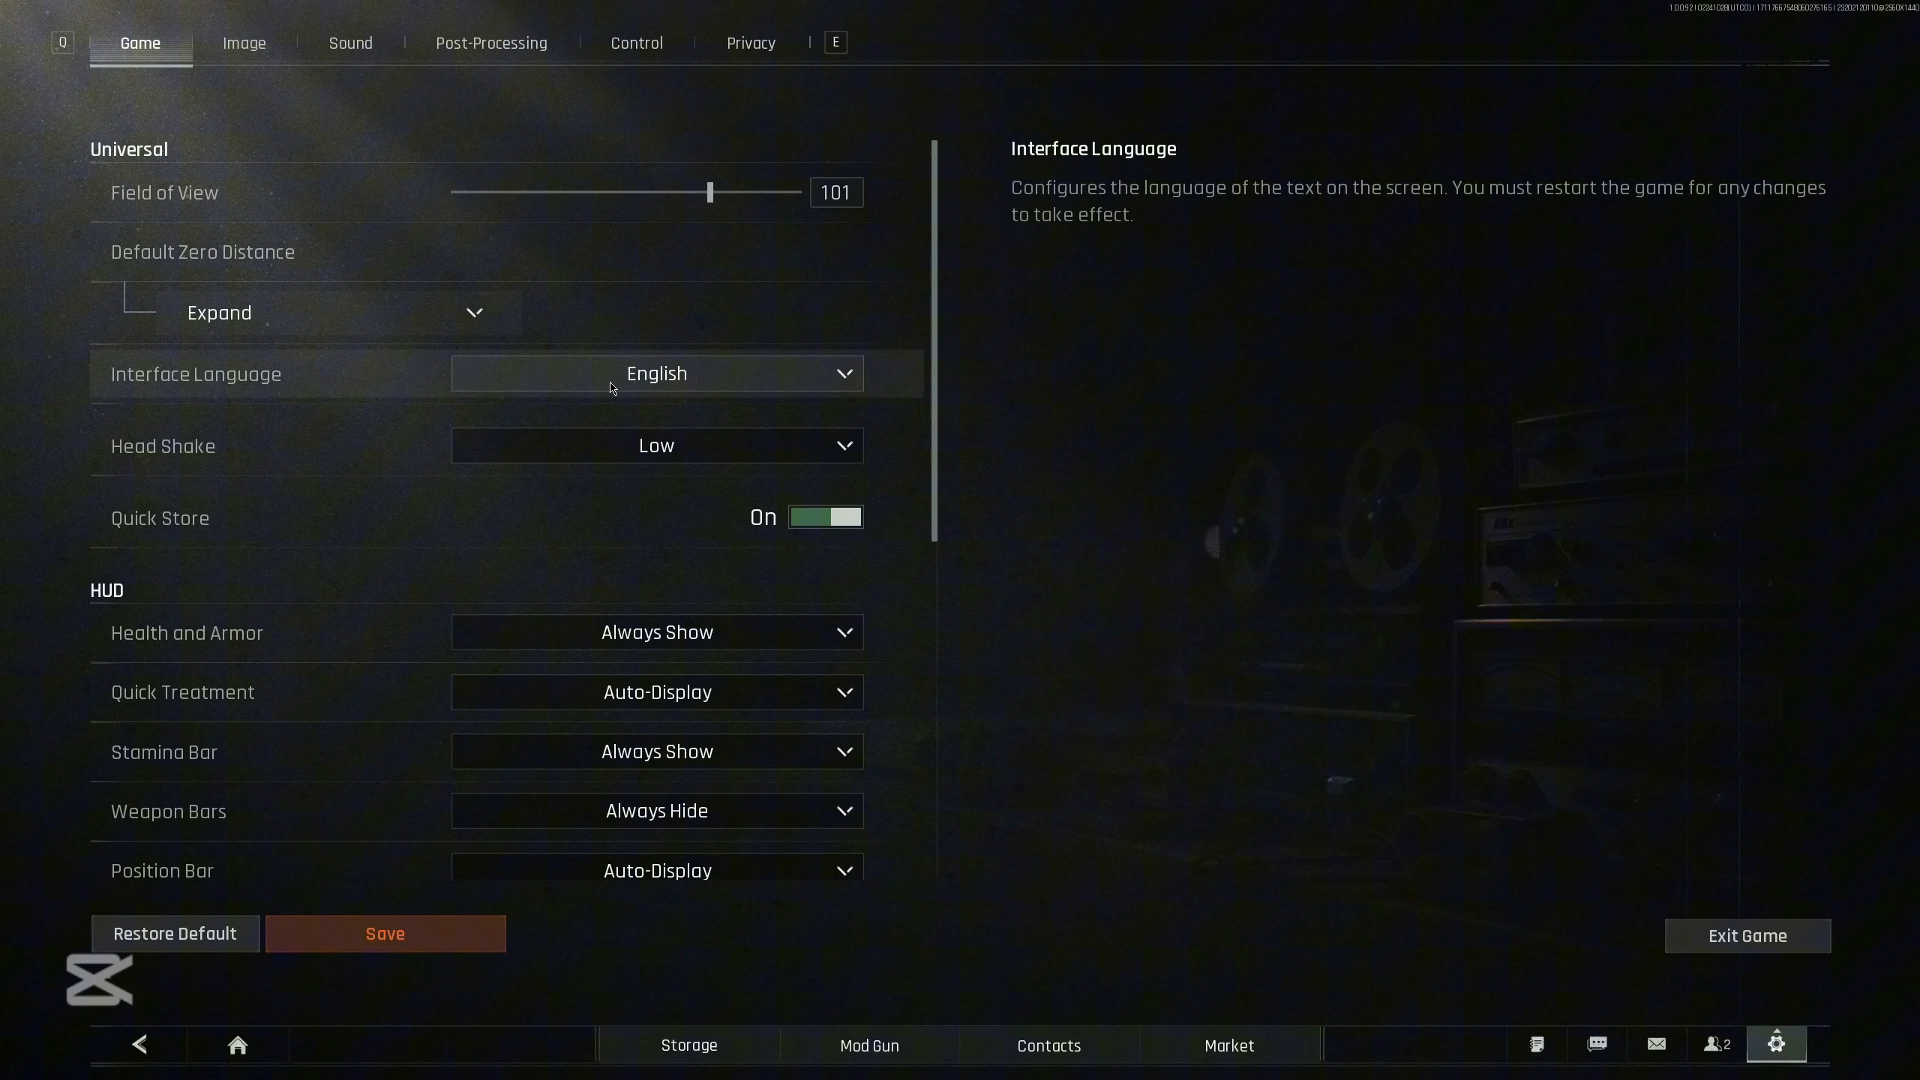 Q
Game
Image
Sound
Post-Processing
Control
Privacy
E
Universal
Field of View
101
Default Zero Distance
Expand
Interface Language
English
Head Shake
Low
Quick Store
On
HUD
Health and Armor
Always Show
Quick Treatment
Auto-Display
Stamina Bar
Always Show
Weapon Bars
Always Hide
Position Bar
Auto-Display
Interface Language
Configures the language of the text on the screen. You must restart the game for any changes
to take effect.
Restore Default
Save
Exit Game
Storage
Mod Gun
Contacts
Market
2